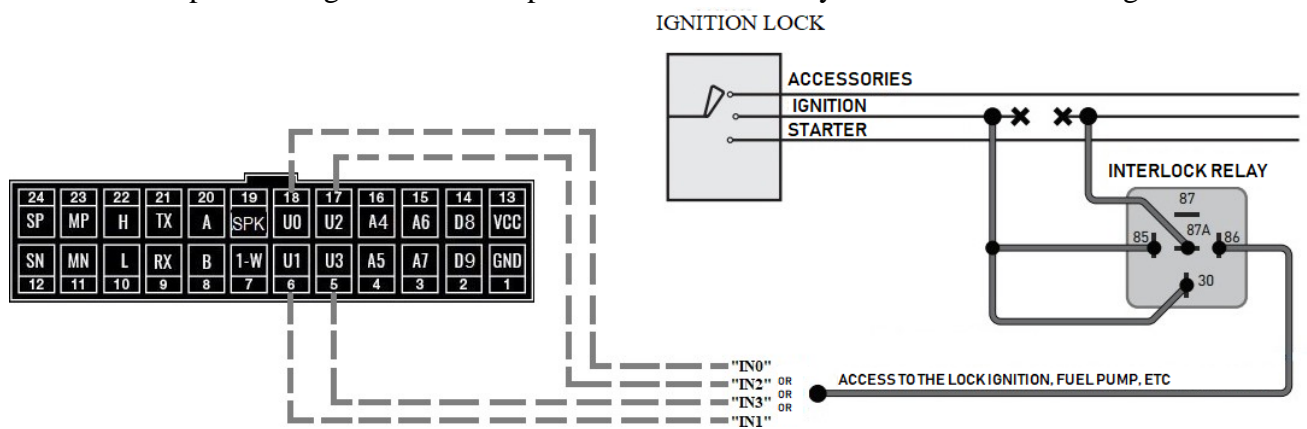 IGNITION LOCK
ACCESSORIES
IGNITION
STARTER
INTERLOCK RELAY
87
87A
85
86
30
24 23 22 21 20 19 18 17 16 15 14 13
SP MP H TX A SPK U0 U2 A4 A6 D8 VCC
SN MN L RX B 1-W U1 U3 A5 A7 D9 GND
12 11 10 9 8 7 6 5 4 3 2 1
"IN0"
"IN2" OR
"IN3" OR
"IN1" OR
ACCESS TO THE LOCK IGNITION, FUEL PUMP, ETC